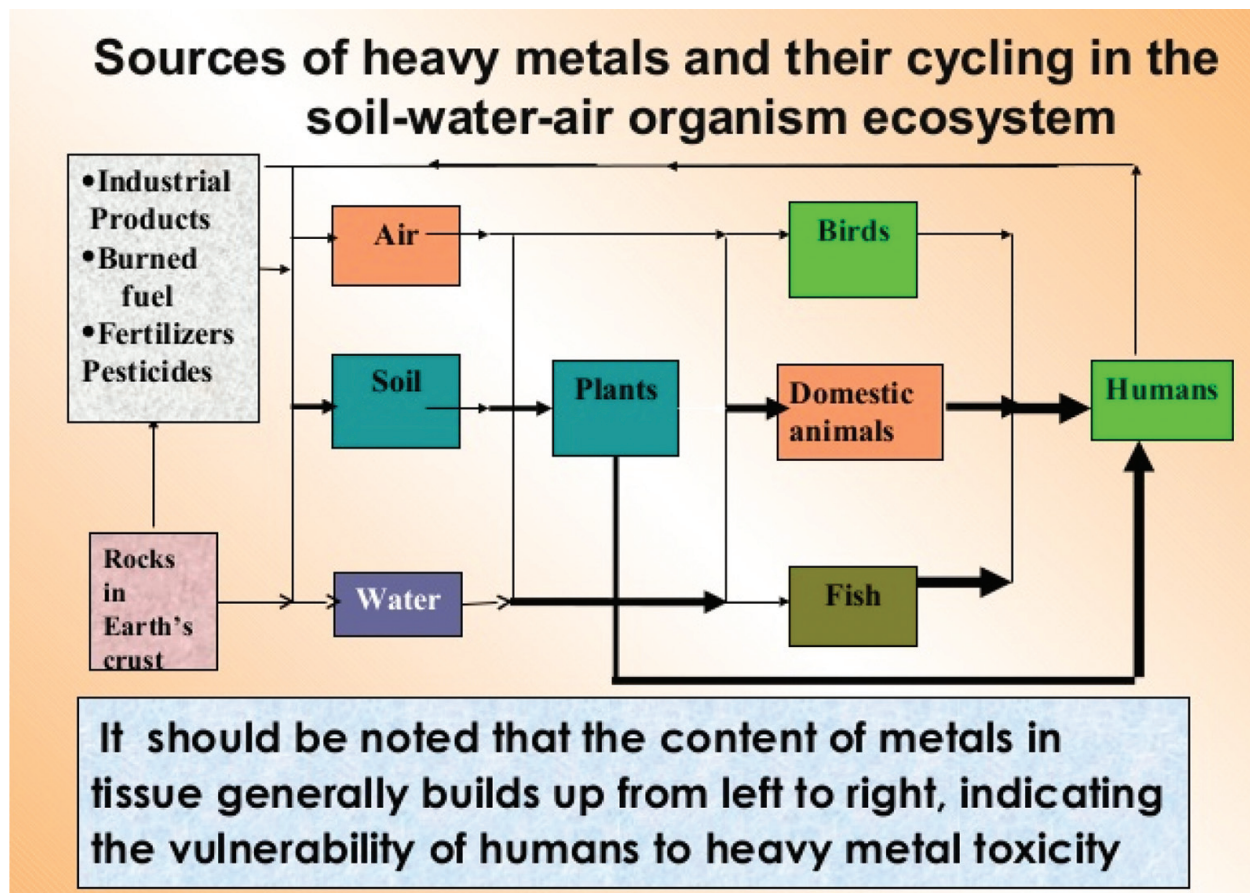 Sources of heavy metals and their cycling in the
soil-water-air organism ecosystem
•Industrial
Products
•Burned
fuel
•Fertilizers
Pesticides
Air
Birds
Soil
Plants
Domestic
animals
Humans
Rocks
in
Earth's
crust
Water
Fish
It should be noted that the content of metals in
tissue generally builds up from left to right, indicating
the vulnerability of humans to heavy metal toxicity